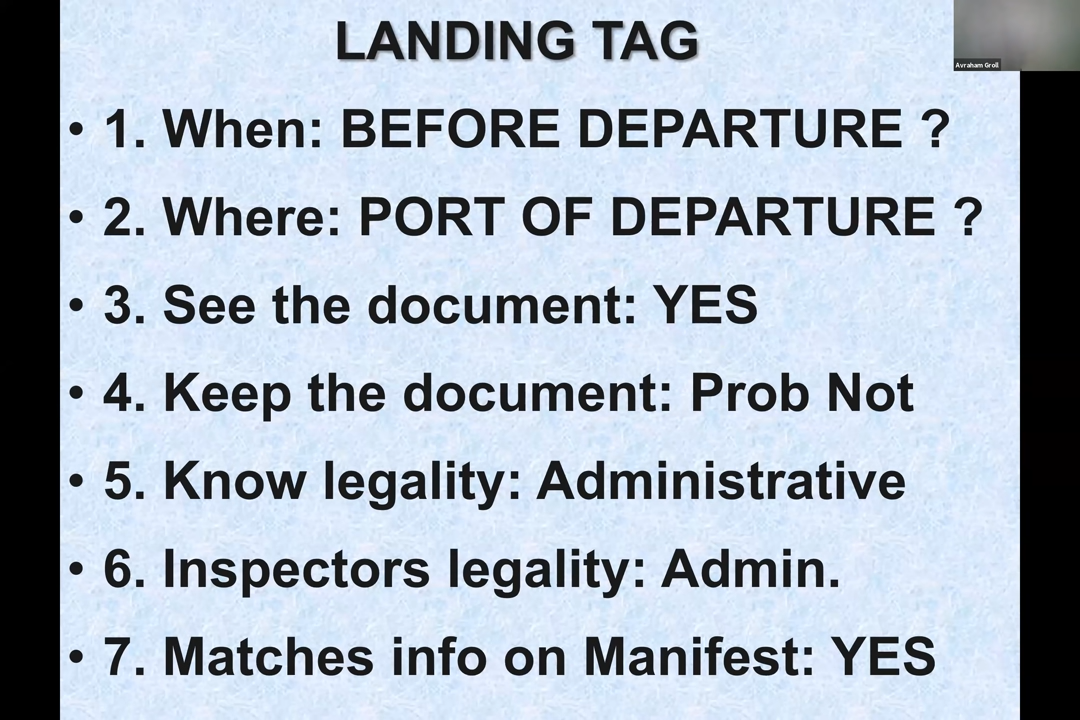 LANDING TAG
Avraham Groll
• 1. When: BEFORE DEPARTURE ?
• 2. Where: PORT OF DEPARTURE ?
• 3. See the document: YES
• 4. Keep the document: Prob Not
• 5. Know legality: Administrative
• 6. Inspectors legality: Admin.
• 7. Matches info on Manifest: YES